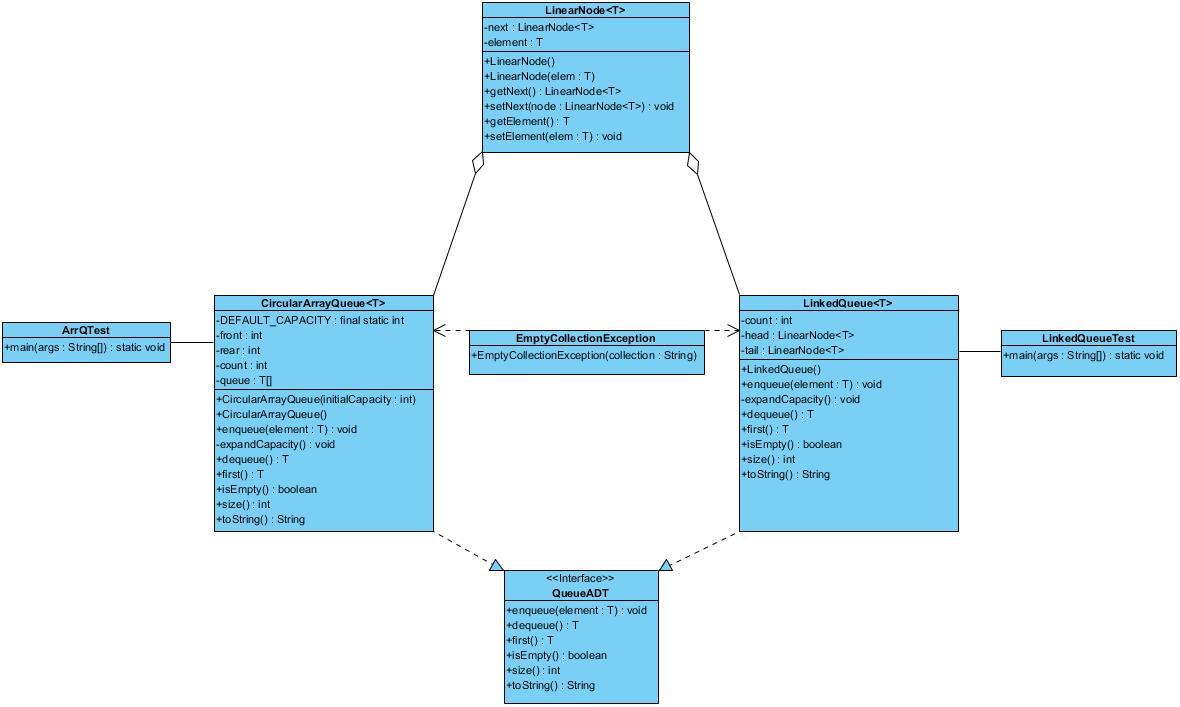 LinearNode<T>
-next : LinearNode<T>
-element : T
+LinearNode()
+LinearNode(elem : T)
+getNext() : LinearNode<T>
+setNext(node : LinearNode<T>) : void
+getElement() : T
+setElement(elem : T) : void
ArrQTest
+main(args : String[]) : static void
CircularArrayQueue<T>
-DEFAULT_CAPACITY : final static int
-front : int
-rear : int
-count : int
-queue : T[]
+CircularArrayQueue(initialCapacity : int)
+CircularArrayQueue()
+enqueue(element : T) : void
-expandCapacity() : void
+dequeue() : T
+first() : T
+isEmpty() : boolean
+size() : int
+toString() : String
EmptyCollectionException
+EmptyCollectionException(collection : String)
LinkedQueue<T>
-count : int
-head : LinearNode<T>
-tail : LinearNode<T>
+LinkedQueue()
+enqueue(element : T) : void
-expandCapacity() : void
+dequeue() : T
+first() : T
+isEmpty() : boolean
+size() : int
+toString() : String
LinkedQueueTest
+main(args : String[]) : static void
<<Interface>>
QueueADT
+enqueue(element : T) : void
+dequeue() : T
+first() : T
+isEmpty() : boolean
+size() : int
+toString() : String